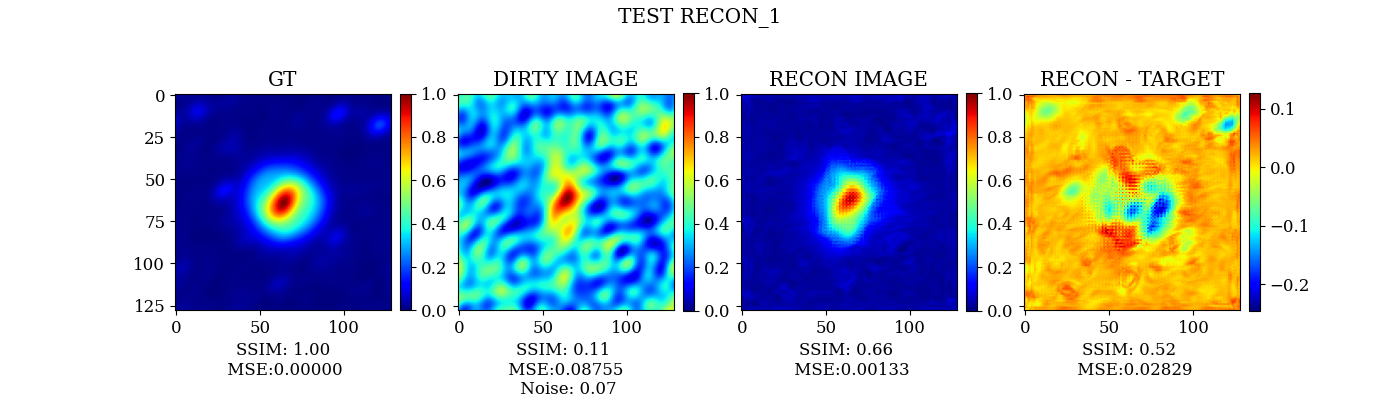 TEST RECON_1
GT
DIRTY IMAGE
RECON IMAGE
RECON - TARGET
0
25
50
75
100
125
0 50 100
1.0
0.8
0.6
0.4
0.2
0.0
0 50 100
1.0
0.8
0.6
0.4
0.2
0.0
0 50 100
1.0
0.8
0.6
0.4
0.2
0.0
0 50 100
0.1
0.0
−0.1
−0.2
SSIM: 1.00
MSE:0.00000
SSIM: 0.11
MSE:0.08755
Noise: 0.07
SSIM: 0.66
MSE:0.00133
SSIM: 0.52
MSE:0.02829